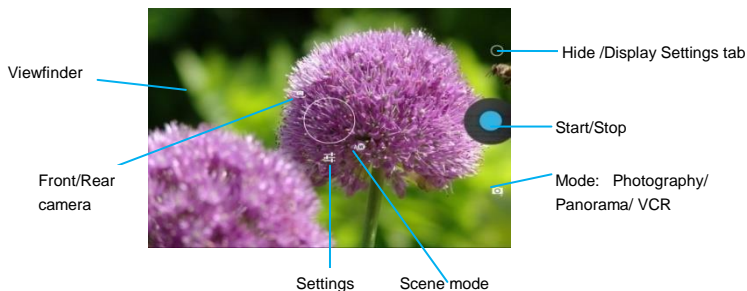 Hide /Display Settings tab
Viewfinder
Start/Stop
Front/Rear
camera
Mode: Photography/
Panorama/ VCR
Settings
Scene mode